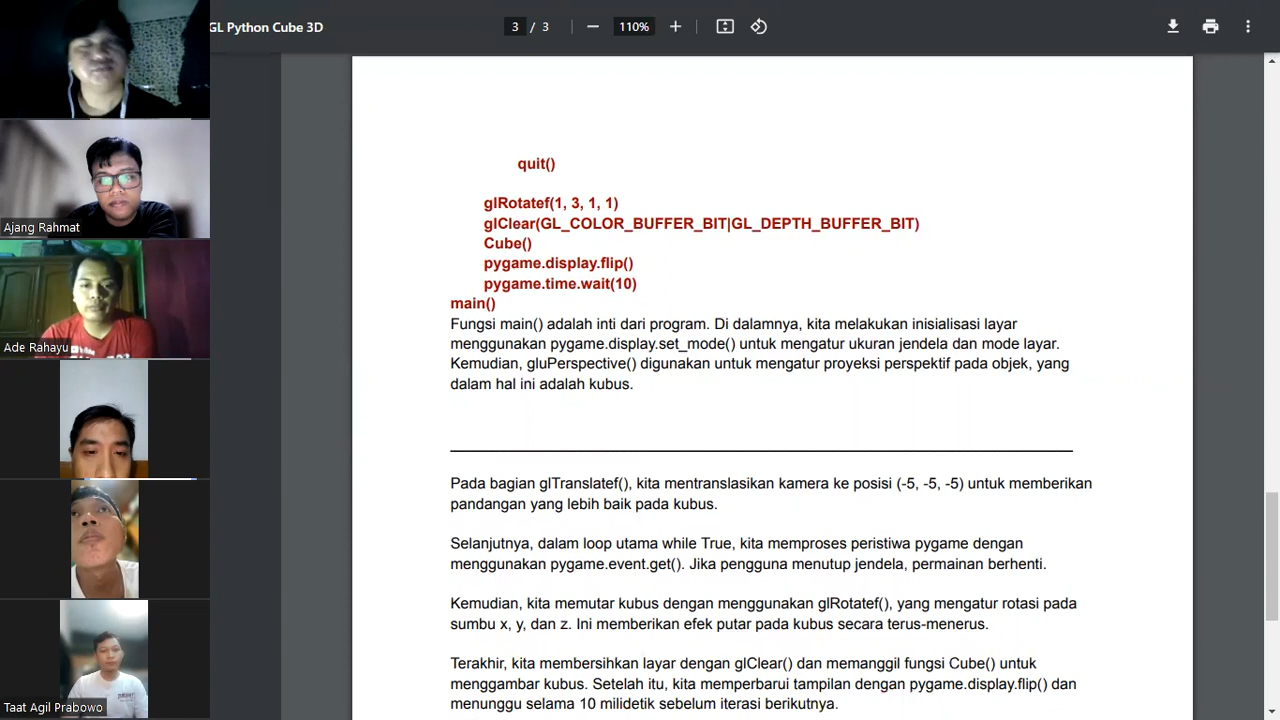 GL Python Cube 3D
3 / 3
110%
Ajang Rahmat
Ade Rahayu
Taat Agil Prabowo
quit()
glRotatef(1, 3, 1, 1)
glClear(GL_COLOR_BUFFER_BIT|GL_DEPTH_BUFFER_BIT)
Cube()
pygame.display.flip()
pygame.time.wait(10)
main()
Fungsi main() adalah inti dari program. Di dalamnya, kita melakukan inisialisasi layar
menggunakan pygame.display.set_mode() untuk mengatur ukuran jendela dan mode layar.
Kemudian, gluPerspective() digunakan untuk mengatur proyeksi perspektif pada objek, yang
dalam hal ini adalah kubus.
Pada bagian glTranslatef(), kita mentranslasikan kamera ke posisi (-5, -5, -5) untuk memberikan
pandangan yang lebih baik pada kubus.
Selanjutnya, dalam loop utama while True, kita memproses peristiwa pygame dengan
menggunakan pygame.event.get(). Jika pengguna menutup jendela, permainan berhenti.
Kemudian, kita memutar kubus dengan menggunakan glRotatef(), yang mengatur rotasi pada
sumbu x, y, dan z. Ini memberikan efek putar pada kubus secara terus-menerus.
Terakhir, kita membersihkan layar dengan glClear() dan memanggil fungsi Cube() untuk
menggambar kubus. Setelah itu, kita memperbarui tampilan dengan pygame.display.flip() dan
menunggu selama 10 milidetik sebelum iterasi berikutnya.